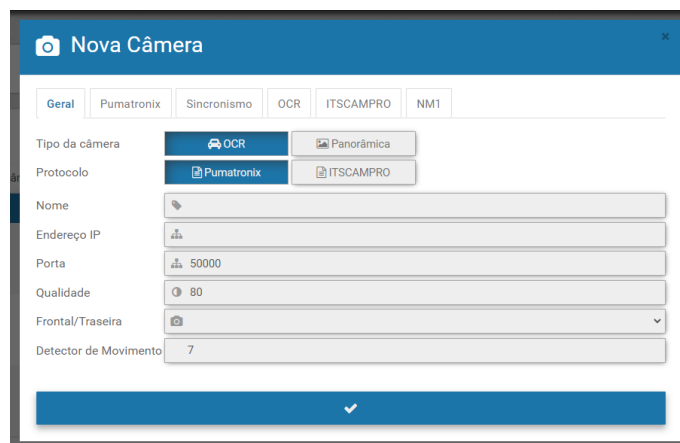 Nova Câmera
×
Geral Pumatronix Sincronismo OCR ITSCAMPRO NM1
Tipo da câmera OCR Panorâmica
Protocolo Pumatronix ITSCAMPRO
Nome
Endereço IP
Porta 50000
Qualidade 80
Frontal/Traseira
Detector de Movimento 7